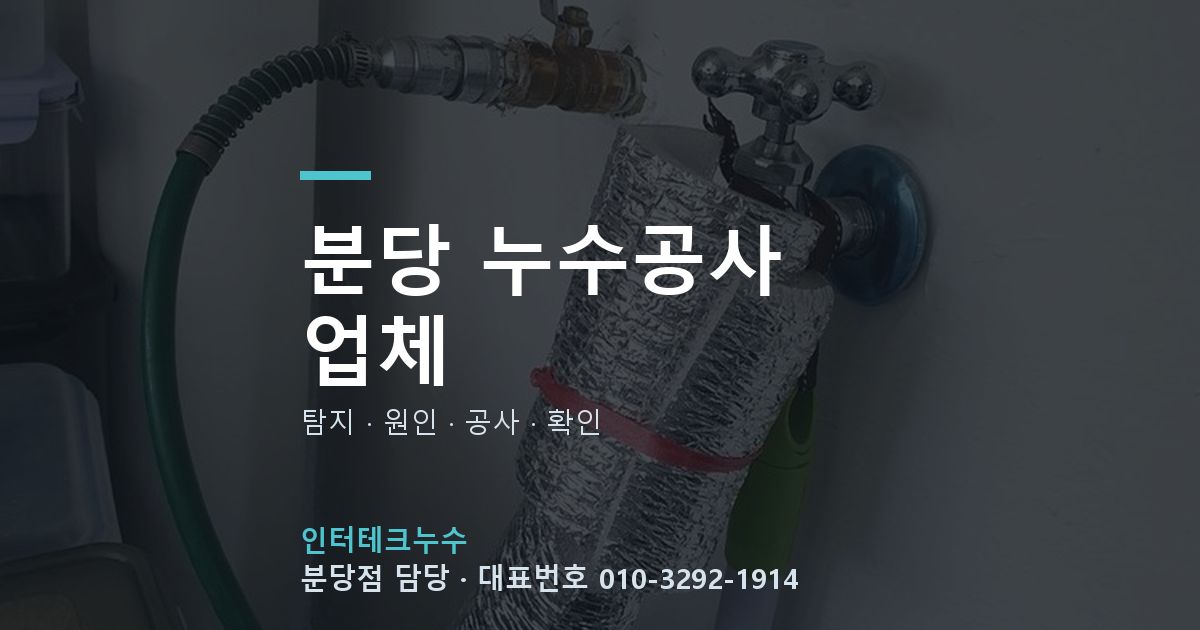 분당 누수공사
업체
탐지 · 원인 · 공사 · 확인
인터테크누수
분당점 담당 · 대표번호 010-3292-1914